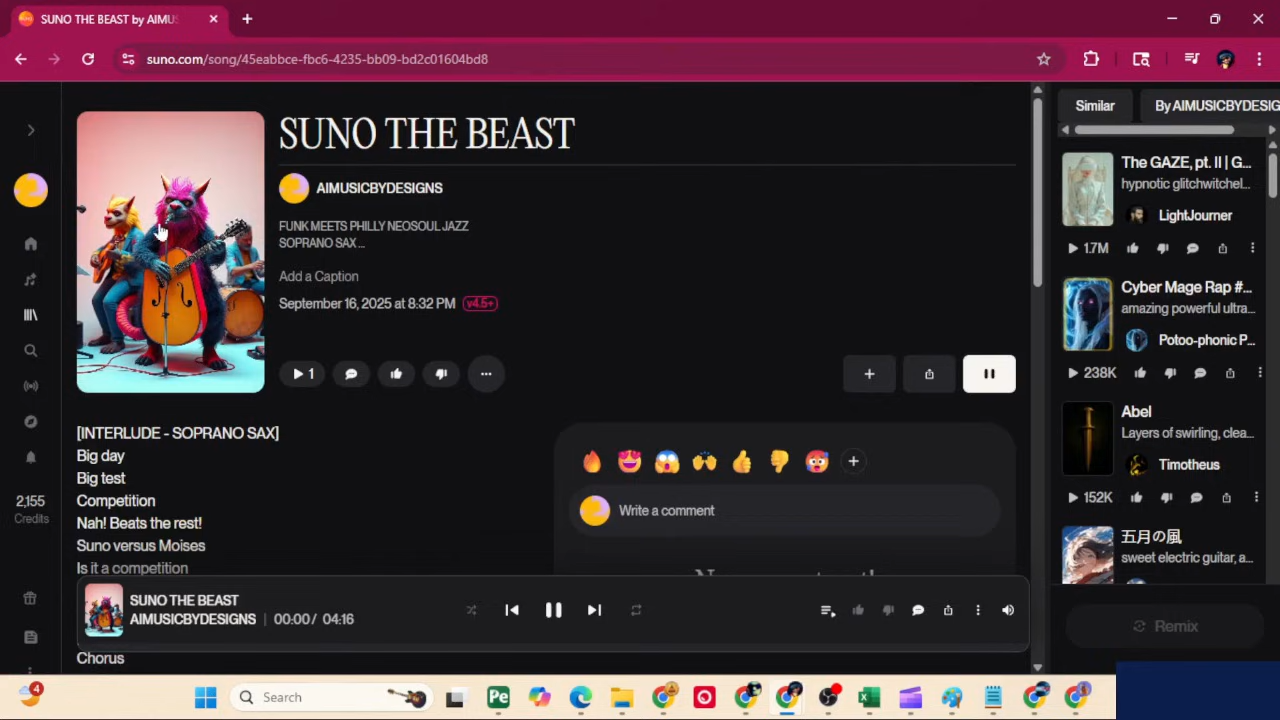 SUNO THE BEAST by AIMUS
suno.com/song/45eabbce-fbc6-4235-bb09-bd2c01604bd8
SUNO THE BEAST
AIMUSICBYDESIGNS
FUNK MEETS PHILLY NEOSOUL JAZZ
SOPRANO SAX ...
Add a Caption
September 16, 2025 at 8:32 PM v4.5+
1
[INTERLUDE - SOPRANO SAX]
Big day
Big test
Competition
Nah! Beats the rest!
Suno versus Moises
Is it a competition
Chorus
Write a comment
2,155
Credits
SUNO THE BEAST
AIMUSICBYDESIGNS | 00:00 / 04:16
Similar By AIMUSICBYDESIG
The GAZE, pt. II | G...
hypnotic glitchwitchel...
LightJourner
1.7M
Cyber Mage Rap #...
amazing powerful ultra...
Potoo-phonic P...
238K
Abel
Layers of swirling, clea...
Timotheus
152K
五月の風
sweet electric guitar, a...
Remix
4
Search